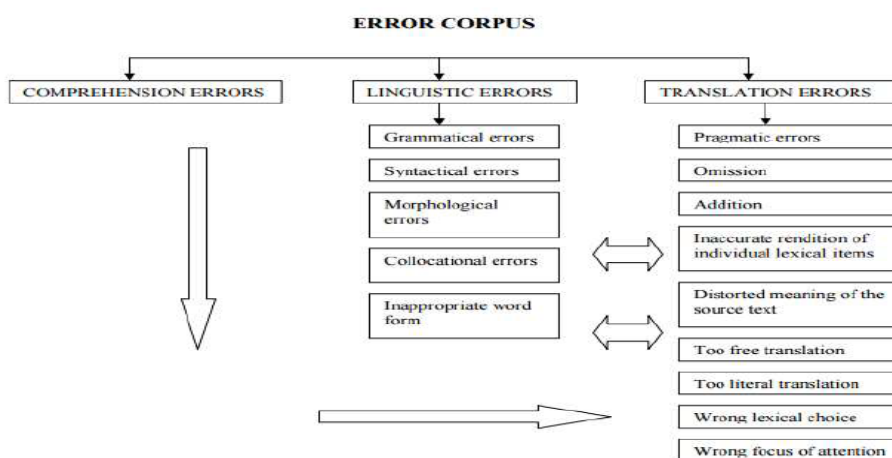 ERROR CORPUS
COMPREHENSION ERRORS
LINGUISTIC ERRORS
TRANSLATION ERRORS
Grammatical errors
Syntactical errors
Morphological
errors
Collocational errors
Inappropriate word
form
Pragmatic errors
Omission
Addition
Inaccurate rendition of
individual lexical items
Distorted meaning of the
source text
Too free translation
Too literal translation
Wrong lexical choice
Wrong focus of attention